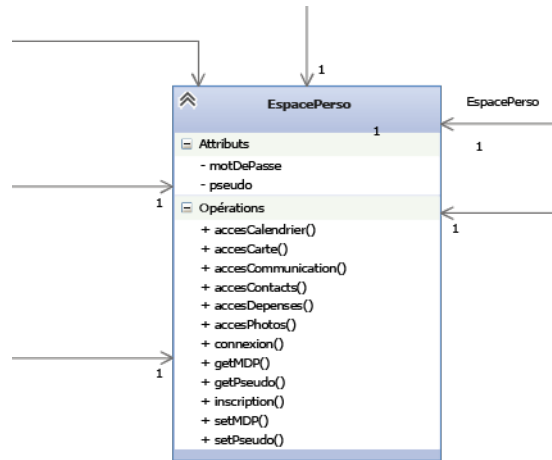 1
EspacePerso
EspacePerso
1
1
Attributs
- motDePasse
- pseudo
1
Opérations
1
+ accesCalendrier()
+ accesCarte()
+ accesCommunication()
+ accesContacts()
+ accesDepenses()
+ accesPhotos()
+ connexion()
+ getMDP()
1
+ getPseudo()
+ inscription()
+ setMDP()
+ setPseudo()